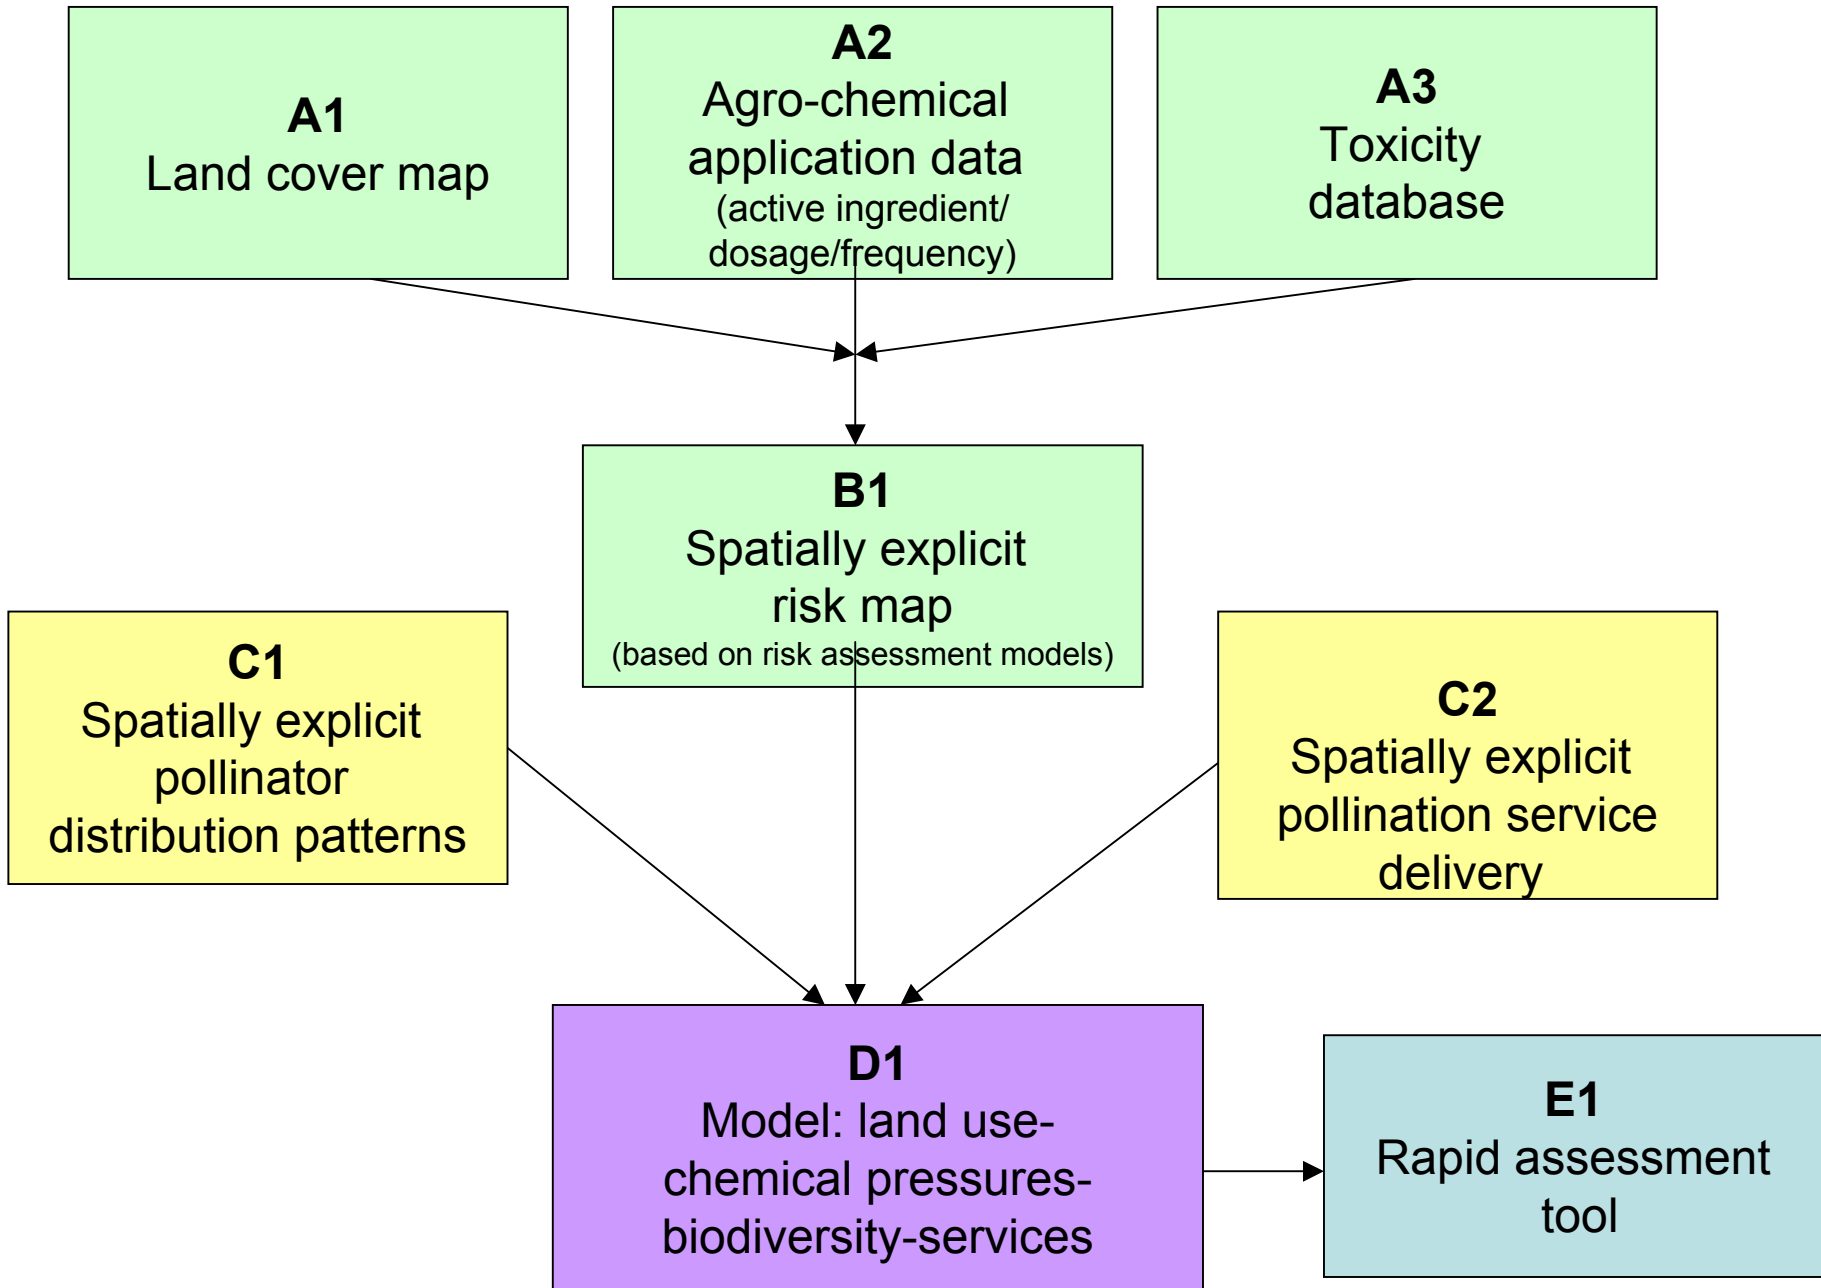 A1
Land cover map
A2
Agro-chemical
application data
(active ingredient/
dosage/frequency)
A3
Toxicity
database
B1
Spatially explicit
risk map
(based on risk assessment models)
C1
Spatially explicit
pollinator
distribution patterns
C2
Spatially explicit
pollination service
delivery
D1
Model: land use-
chemical pressures-
biodiversity-services
E1
Rapid assessment
tool